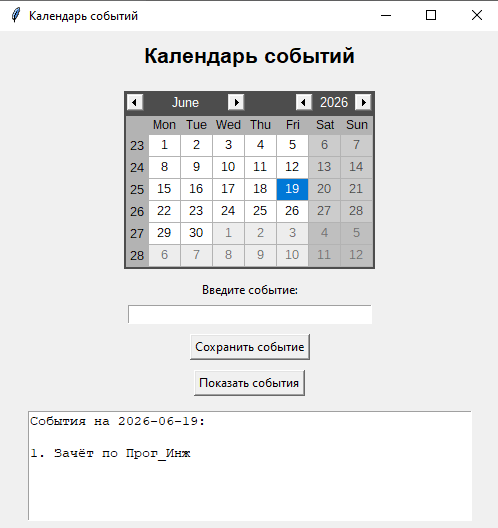 Календарь событий
Календарь событий
June 2026
Mon Tue Wed Thu Fri Sat Sun
23 1 2 3 4 5 6 7
24 8 9 10 11 12 13 14
25 15 16 17 18 19 20 21
26 22 23 24 25 26 27 28
27 29 30 1 2 3 4 5
28 6 7 8 9 10 11 12
Введите событие:
Сохранить событие
Показать события
События на 2026-06-19:
1. Зачёт по Прог_Инж